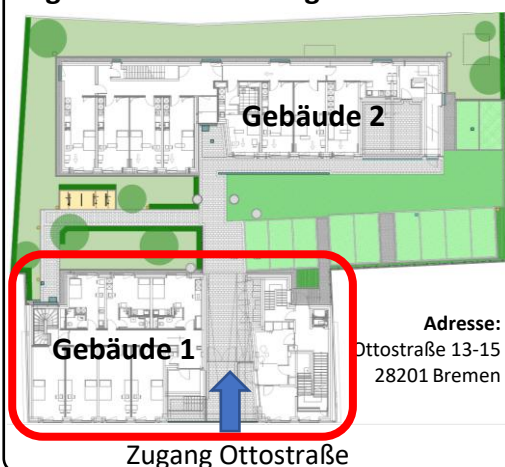 Gebäude 2
Gebäude 1
Adresse:
Ottostraße 13-15
28201 Bremen
Zugang Ottostraße